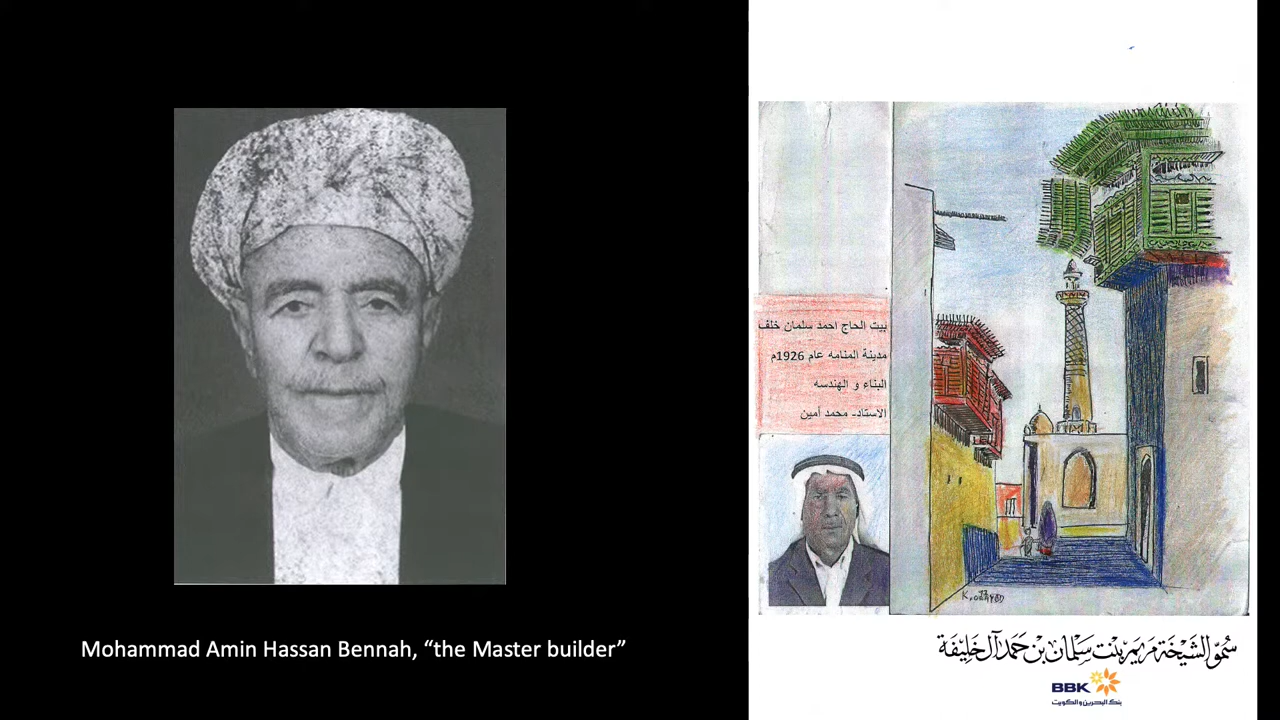 Mohammad Amin Hassan Bennah, “the Master builder”
بيت الحاج احمد سلمان خلف
مدينة المنامه عام 1926م
البناء و الهندسه
الاستاد- محمد أمين
سمو الشيخة مريم بنت سلمان بن حمد آل خليفة
BBK
بنك البحرين والكويت